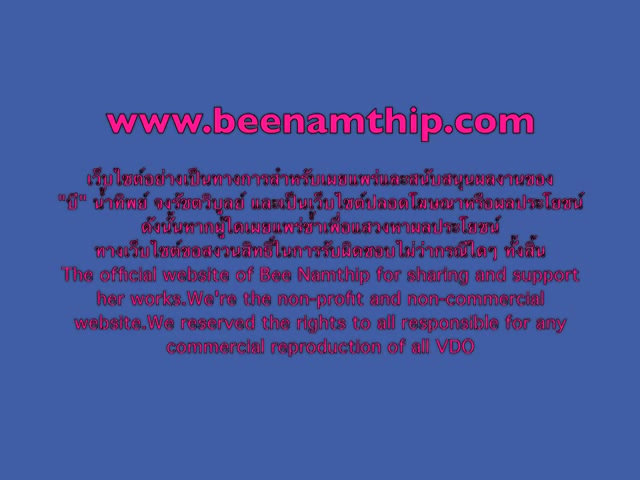 www.beenamthip.com
เว็บไซต์อย่างเป็นทางการสำหรับเผยแพร่และสนับสนุนผลงานของ
"บี" น้ำทิพย์ จงรัชตวิบูลย์ และเป็นเว็บไซต์ปลอดโฆษณาหรือผลประโยชน์
ดังนั้นหากผู้ใดเผยแพร่ซ้ำเพื่อแสวงหาผลประโยชน์
ทางเว็บไซต์ขอสงวนสิทธิ์ในการรับผิดชอบไม่ว่ากรณีใดๆ ทั้งสิ้น
The official website of Bee Namthip for sharing and support
her works.We're the non-profit and non-commercial
website.We reserved the rights to all responsible for any
commercial reproduction of all VDO